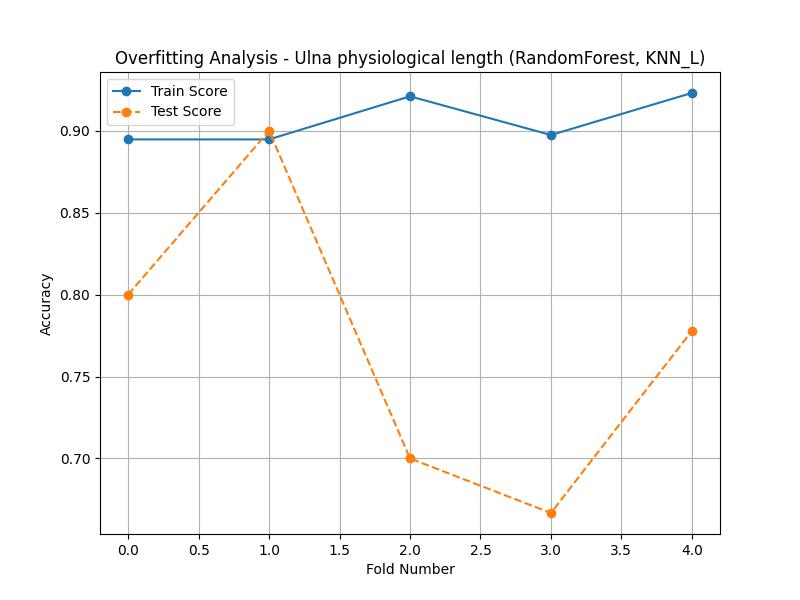 Overfitting Analysis - Ulna physiological length (RandomForest, KNN_L)
Train Score
Test Score
0.90
0.85
0.80
0.75
0.70
Accuracy
0.0 0.5 1.0 1.5 2.0 2.5 3.0 3.5 4.0
Fold Number